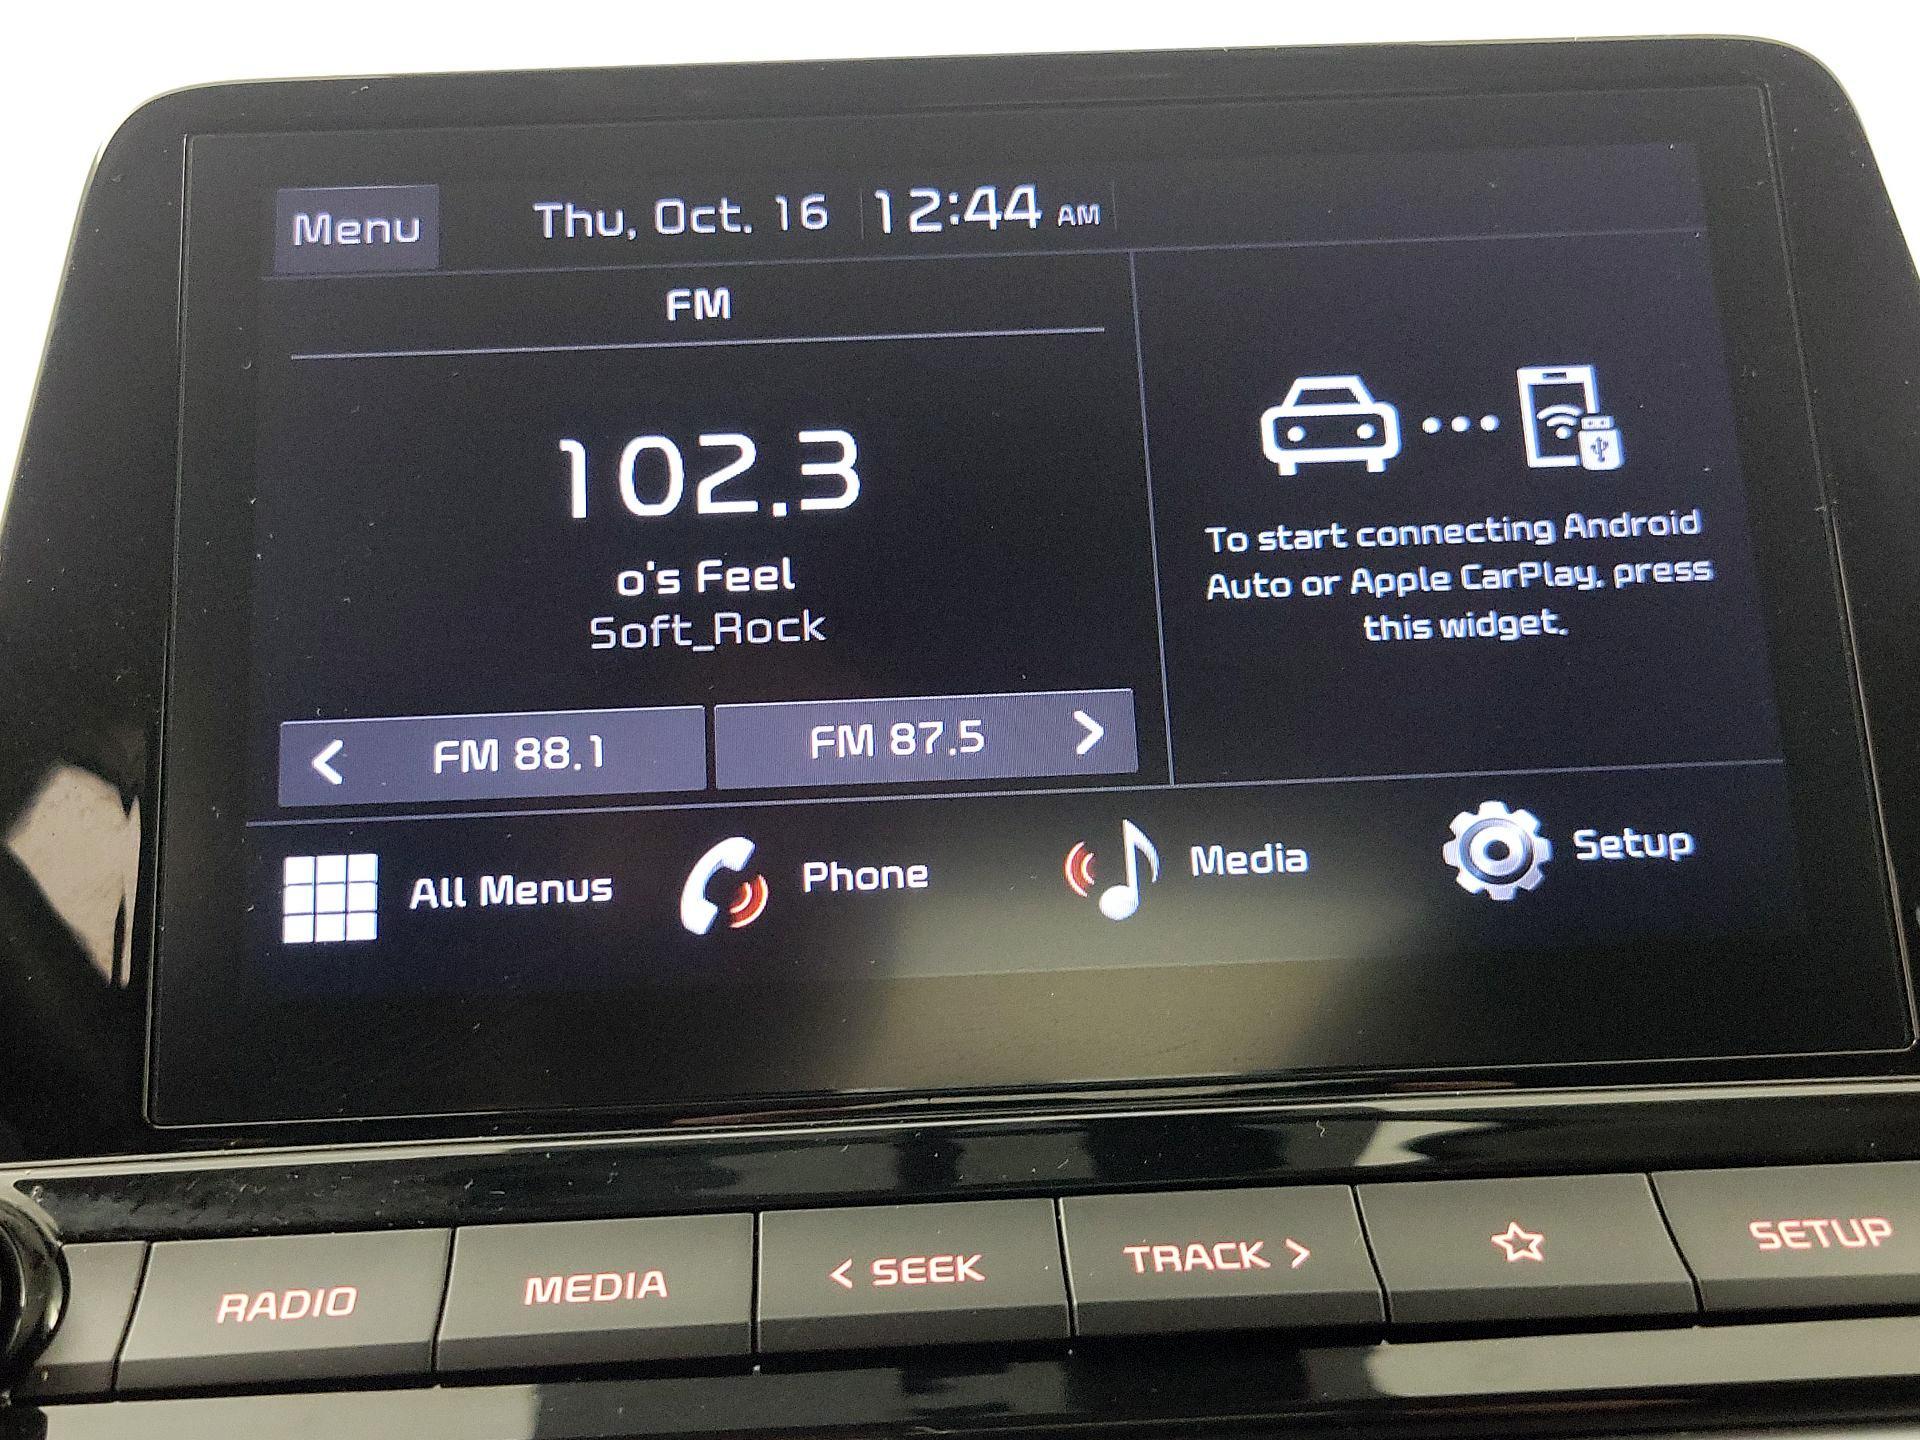 Menu
Thu, Oct. 16 12:44 AM
FM
102.3
o's Feel
Soft_Rock
< FM 88.1
FM 87.5 >
To start connecting Android
Auto or Apple CarPlay, press
this widget.
All Menus
Phone
Media
Setup
RADIO
MEDIA
< SEEK
TRACK >
SETUP